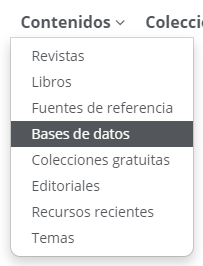 Contenidos
Revistas
Libros
Fuentes de referencia
Bases de datos
Colecciones gratuitas
Editoriales
Recursos recientes
Temas